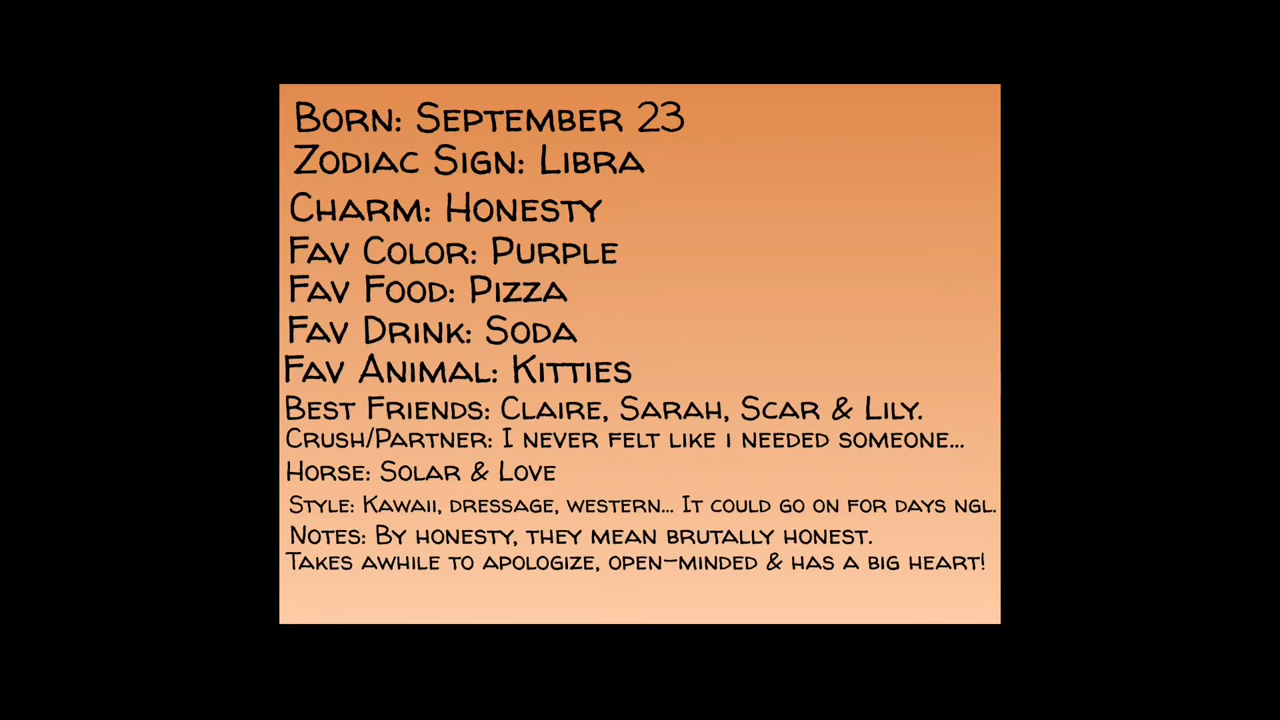 Born: September 23
Zodiac Sign: Libra
Charm: Honesty
Fav Color: Purple
Fav Food: Pizza
Fav Drink: Soda
Fav Animal: Kitties
Best Friends: Claire, Sarah, Scar & Lily.
Crush/Partner: I never felt like i needed someone...
Horse: Solar & Love
Style: Kawaii, dressage, western... It could go on for days ngl.
Notes: By honesty, they mean brutally honest.
Takes awhile to apologize, open-minded & has a big heart!